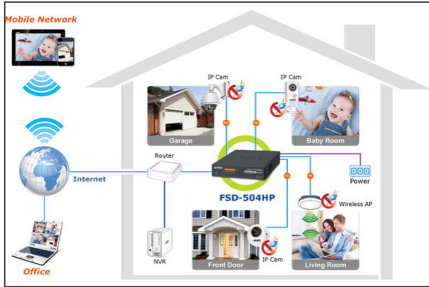 Mobile Network
IP Cam
IP Cam
Garage
Baby Room
Router
Internet
FSD-504HP
Power
Wireless AP
Office
NVR
Front Door
IP Cam
Living Room